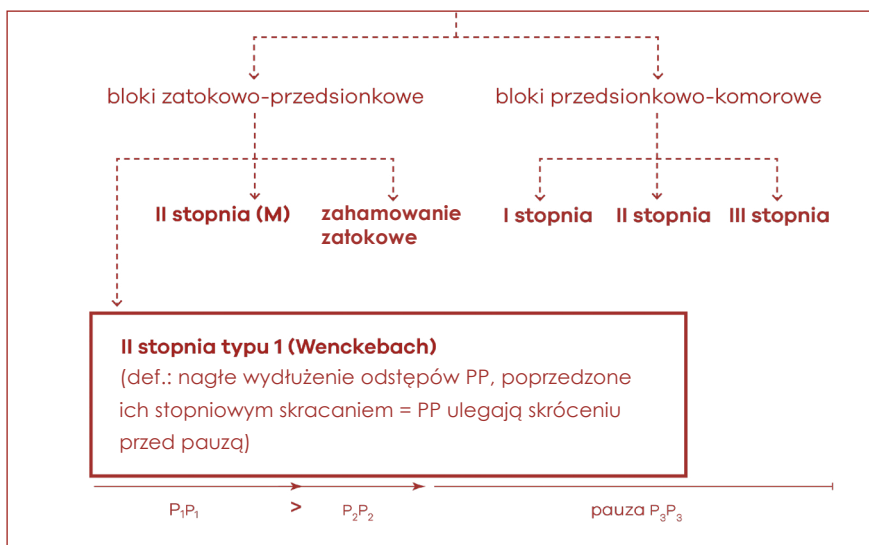 bloki zatokowo-przedsionkowe
bloki przedsionkowo-komorowe
II stopnia (M)
zahamowanie
zatokowe
I stopnia
II stopnia
III stopnia
II stopnia typu 1 (Wenckebach)
(def.: nagłe wydłużenie odstępów PP, poprzedzone
ich stopniowym skracaniem = PP ulegają skróceniu
przed pauzą)
P₁P₁
>
P₂P₂
pauza P₃P₃